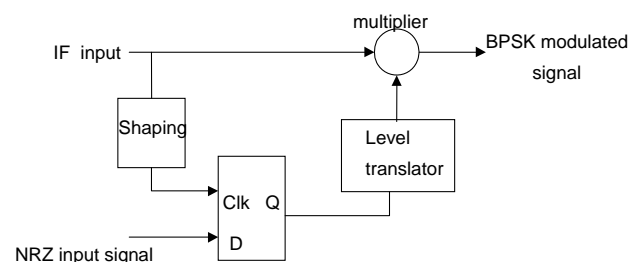 multiplier
IF input
BPSK modulated
signal
Shaping
Level
translator
Clk Q
D
NRZ input signal